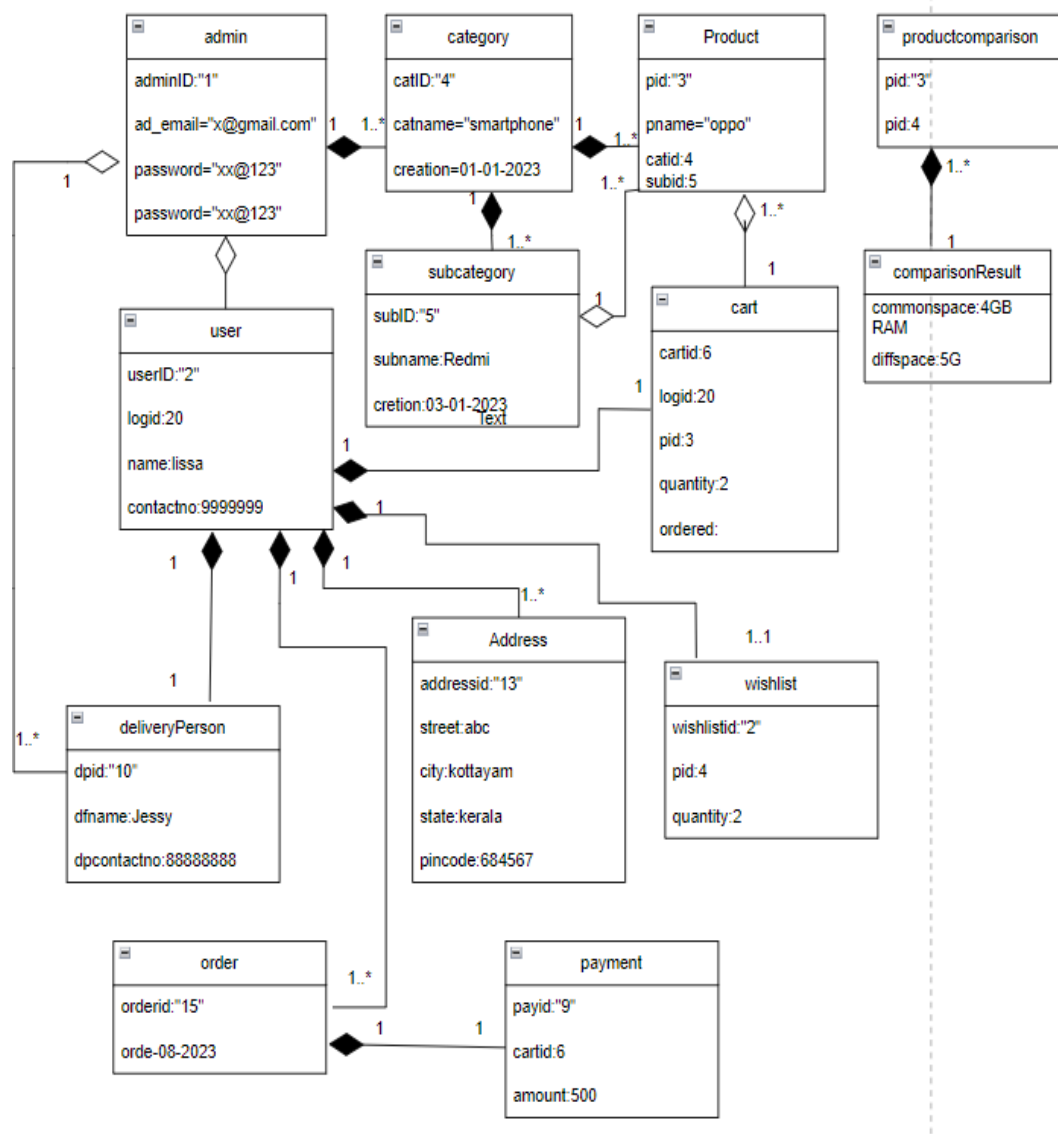 admin
adminID:"1"
ad_email="x@gmail.com"
password="xx@123"
password="xx@123"
1
1..*
category
catID:"4"
catname="smartphone"
creation=01-01-2023
1
1..*
Product
pid:"3"
pname="oppo"
catid:4
subid:5
productcomparison
pid:"3"
pid:4
1..*
1
comparisonResult
commonspace:4GB
RAM
diffspace:5G
1
1
1..*
1..*
1
subcategory
subID:"5"
subname:Redmi
cretion:03-01-2023
Text
1..*
1
cart
cartid:6
logid:20
pid:3
quantity:2
ordered:
user
userID:"2"
logid:20
name:lissa
contactno:9999999
1
1
1
1..1
1
1
1
1..*
1
1..*
deliveryPerson
dpid:"10"
dfname:Jessy
dpcontactno:88888888
Address
addressid:"13"
street:abc
city:kottayam
state:kerala
pincode:684567
wishlist
wishlistid:"2"
pid:4
quantity:2
1..*
order
orderid:"15"
orde-08-2023
1
1
payment
payid:"9"
cartid:6
amount:500